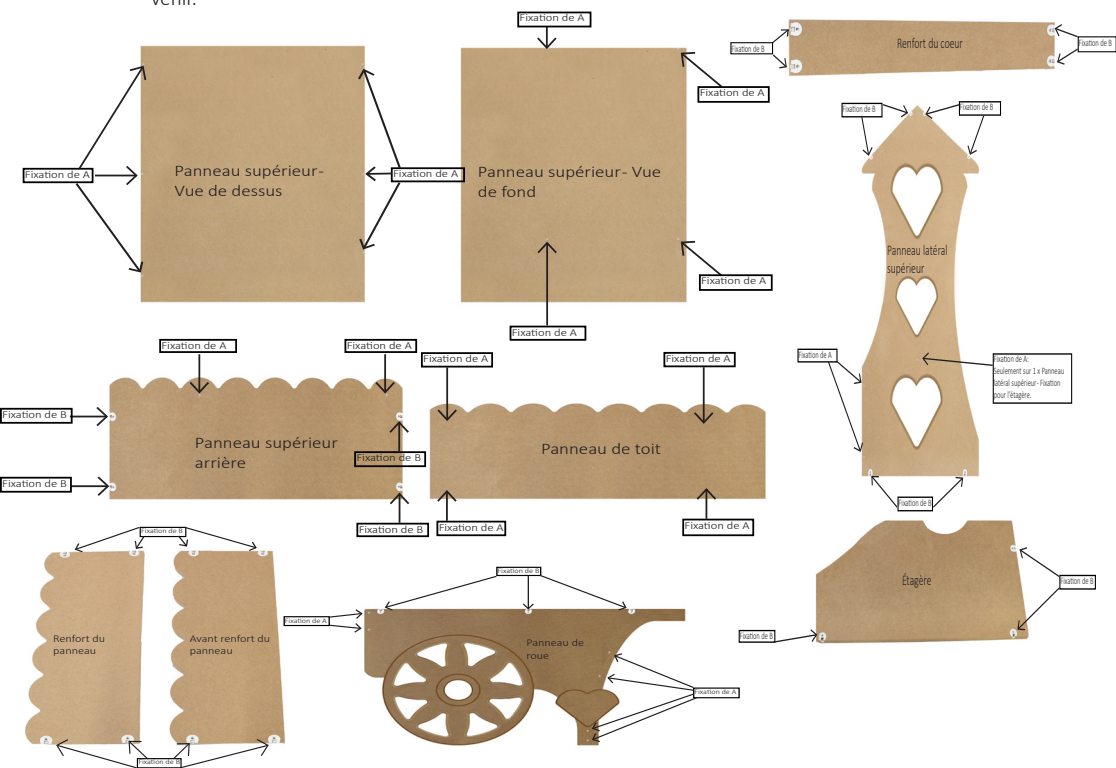 venir.
Fixation de A
Renfort du coeur
Fixation de B
Fixation de B
Fixation de A
Fixation de B
Fixation de B
Fixation de A
Panneau supérieur-
Vue de dessus
Fixation de A
Panneau supérieur- Vue
de fond
Panneau latéral
supérieur
Fixation de A
Fixation de A
Fixation de A
Fixation de A
Fixation de A
Fixation de A
Fixation de A
Fixation de A:
Seulement sur 1 x Panneau
latéral supérieur- Fixation
pour l'étagère.
Fixation de B
Panneau supérieur
arrière
Fixation de B
Panneau de toit
Fixation de B
Fixation de B
Fixation de A
Fixation de A
Fixation de B
Fixation de B
Renfort du
panneau
Avant renfort du
panneau
Fixation de B
Fixation de B
Fixation de A
Panneau de
roue
Fixation de A
Étagère
Fixation de B
Fixation de B